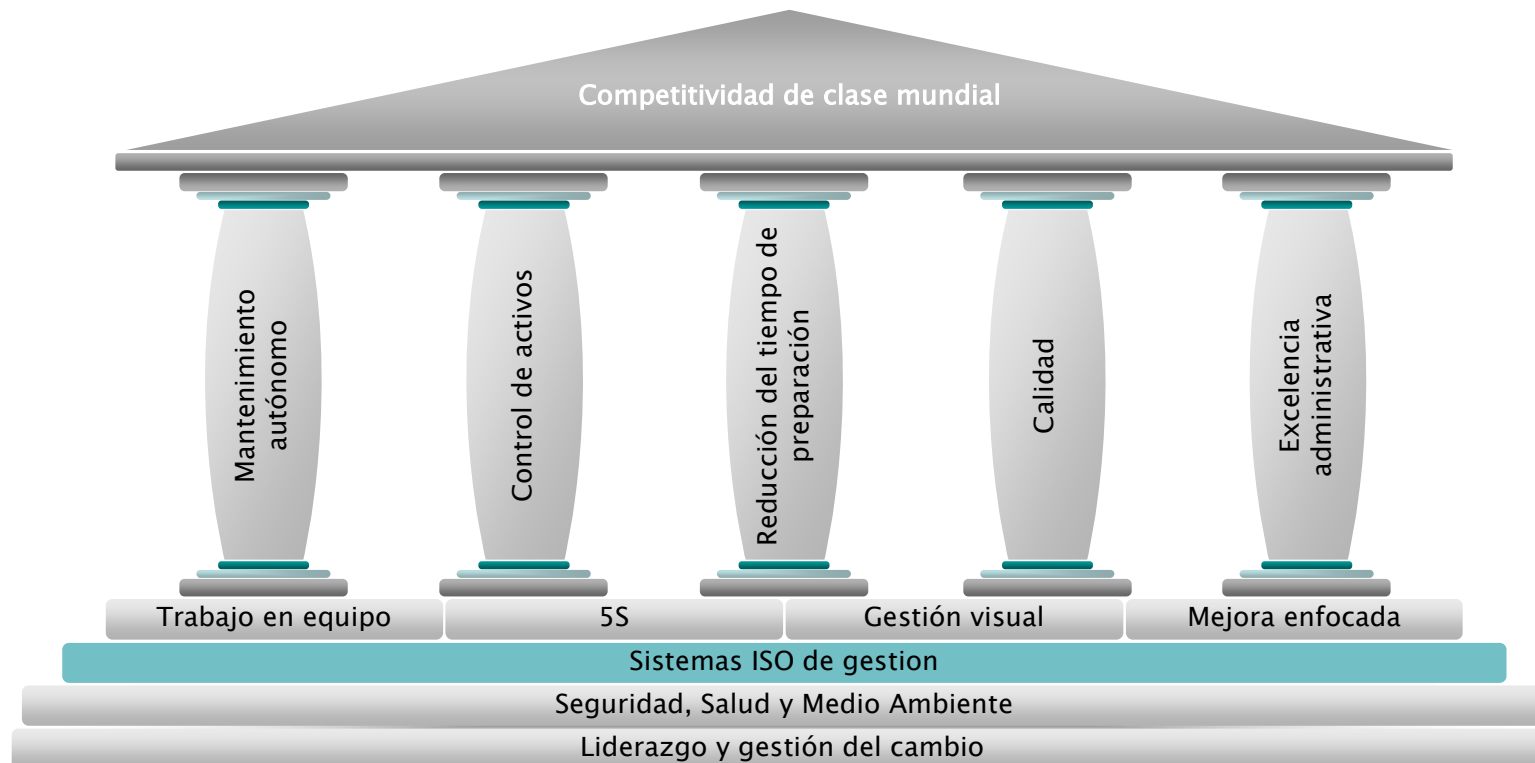 Competitividad de clase mundial
Mantenimiento
autónomo
Control de activos
Reducción del tiempo de
preparación
Calidad
Excelencia
administrativa
Trabajo en equipo
5S
Gestión visual
Mejora enfocada
Sistemas ISO de gestion
Seguridad, Salud y Medio Ambiente
Liderazgo y gestión del cambio